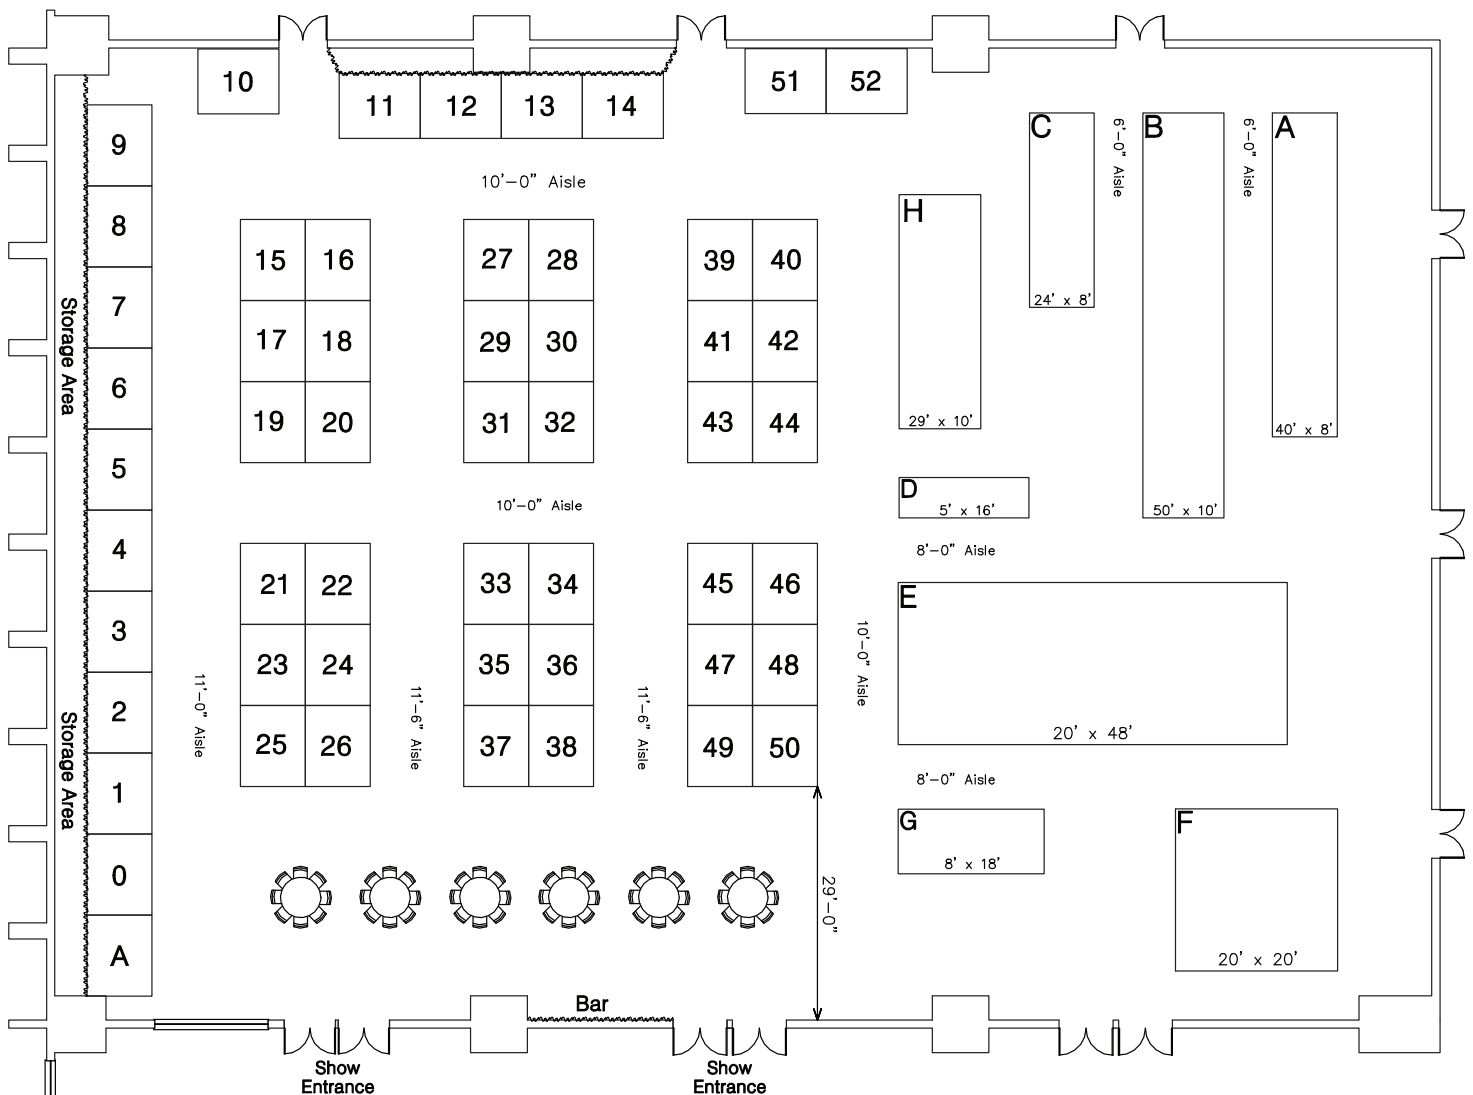 10
11
12
13
14
51
52
9
8
7
6
5
4
3
2
1
0
A
Storage Area
Storage Area
10'-0" Aisle
15 16
17 18
19 20
27 28
29 30
31 32
39 40
41 42
43 44
10'-0" Aisle
21 22
23 24
25 26
33 34
35 36
37 38
45 46
47 48
49 50
11'-0" Aisle
11'-6" Aisle
11'-6" Aisle
10'-0" Aisle
29'-0"
C
24' x 8'
6'-0" Aisle
B
50' x 10'
6'-0" Aisle
A
40' x 8'
H
29' x 10'
D
5' x 16'
8'-0" Aisle
E
20' x 48'
8'-0" Aisle
G
8' x 18'
F
20' x 20'
Bar
Show
Entrance
Show
Entrance